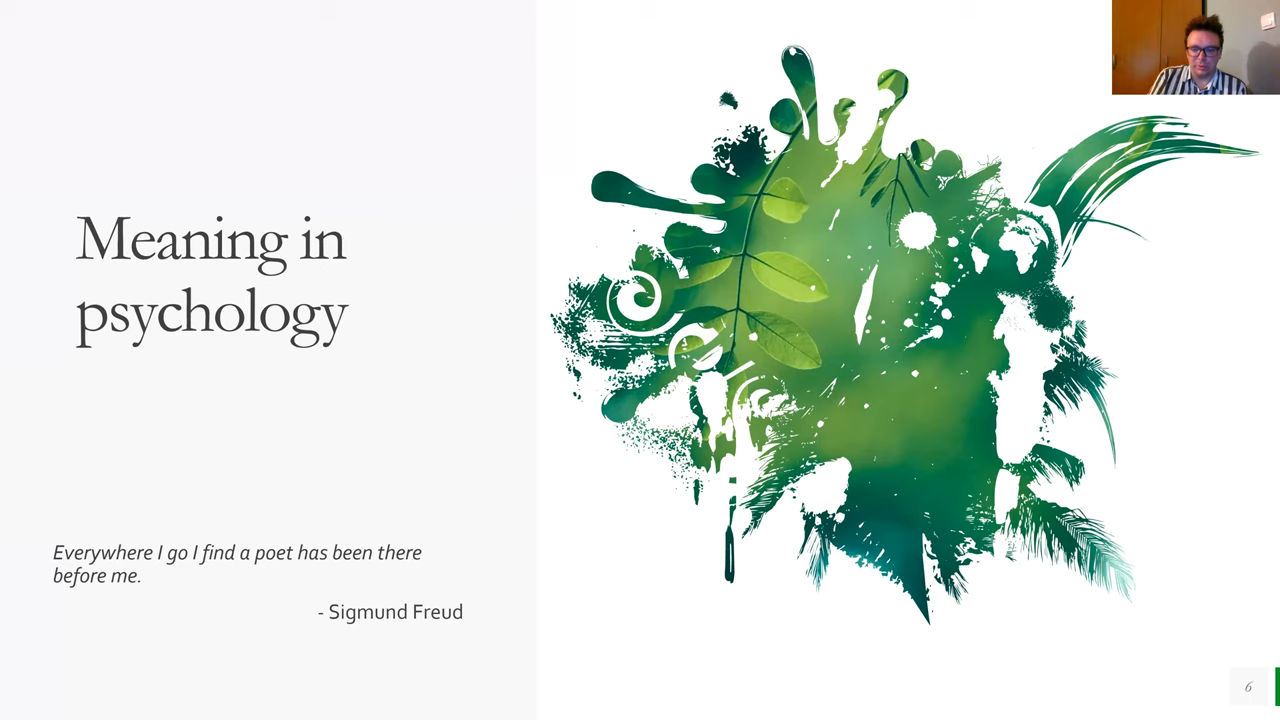 Meaning in
psychology
Everywhere I go I find a poet has been there
before me.
- Sigmund Freud
6